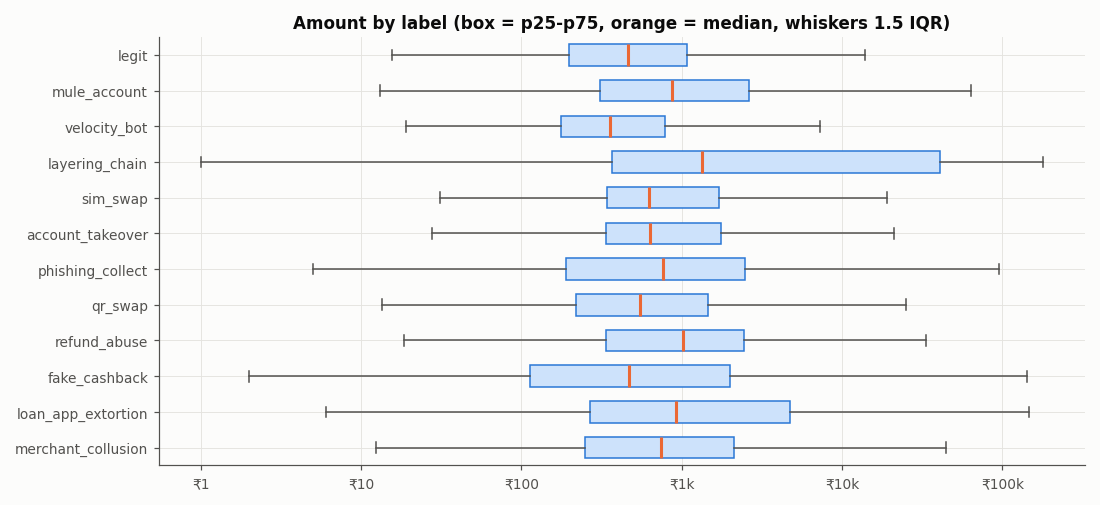 Amount by label (box = p25-p75, orange = median, whiskers 1.5 IQR)
legit
mule_account
velocity_bot
layering_chain
sim_swap
account_takeover
phishing_collect
qr_swap
refund_abuse
fake_cashback
loan_app_extortion
merchant_collusion
₹1 ₹10 ₹100 ₹1k ₹10k ₹100k